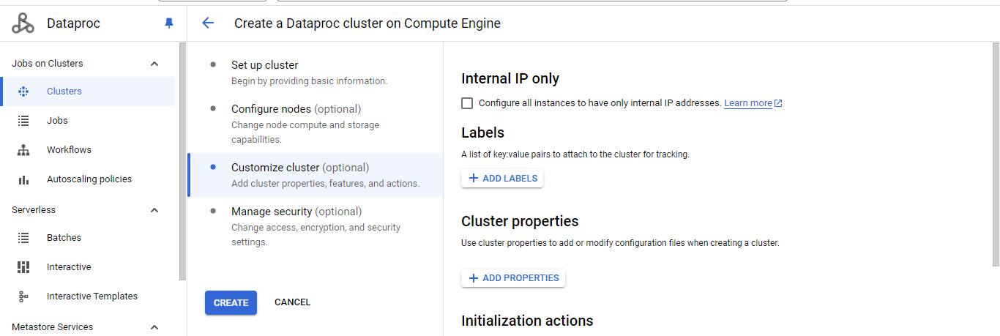 Dataproc
Create a Dataproc cluster on Compute Engine
Jobs on Clusters
Clusters
Jobs
Workflows
Autoscaling policies
Serverless
Batches
Interactive
Interactive Templates
Metastore Services
Set up cluster
Begin by providing basic information.
Configure nodes (optional)
Change node compute and storage
capabilities.
Customize cluster (optional)
Add cluster properties, features, and actions.
Manage security (optional)
Change access, encryption, and security
settings.
CREATE CANCEL
Internal IP only
Configure all instances to have only internal IP addresses. Learn more
Labels
A list of key:value pairs to attach to the cluster for tracking.
ADD LABELS
Cluster properties
Use cluster properties to add or modify configuration files when creating a cluster.
ADD PROPERTIES
Initialization actions